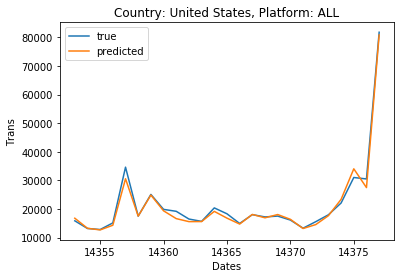 Country: United States, Platform: ALL
true
predicted
80000
70000
60000
50000
40000
30000
20000
10000
Trans
14355 14360 14365 14370 14375
Dates